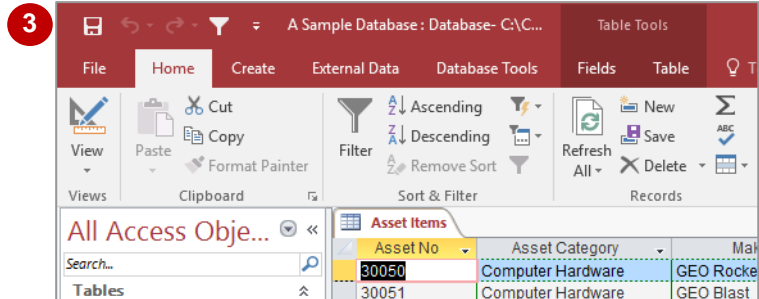 3
A Sample Database : Database- C:\C...
Table Tools
File Home Create External Data Database Tools Fields Table T
View
Paste
Cut
Copy
Format Painter
Filter
Ascending
Descending
Remove Sort
Refresh All
New
Save
Delete
ABC
Views Clipboard Sort & Filter Records
All Access Obje...
Search...
Tables
Asset Items
Asset No Asset Category Mak
30050 Computer Hardware GEO Rocke
30051 Computer Hardware GEO Blast